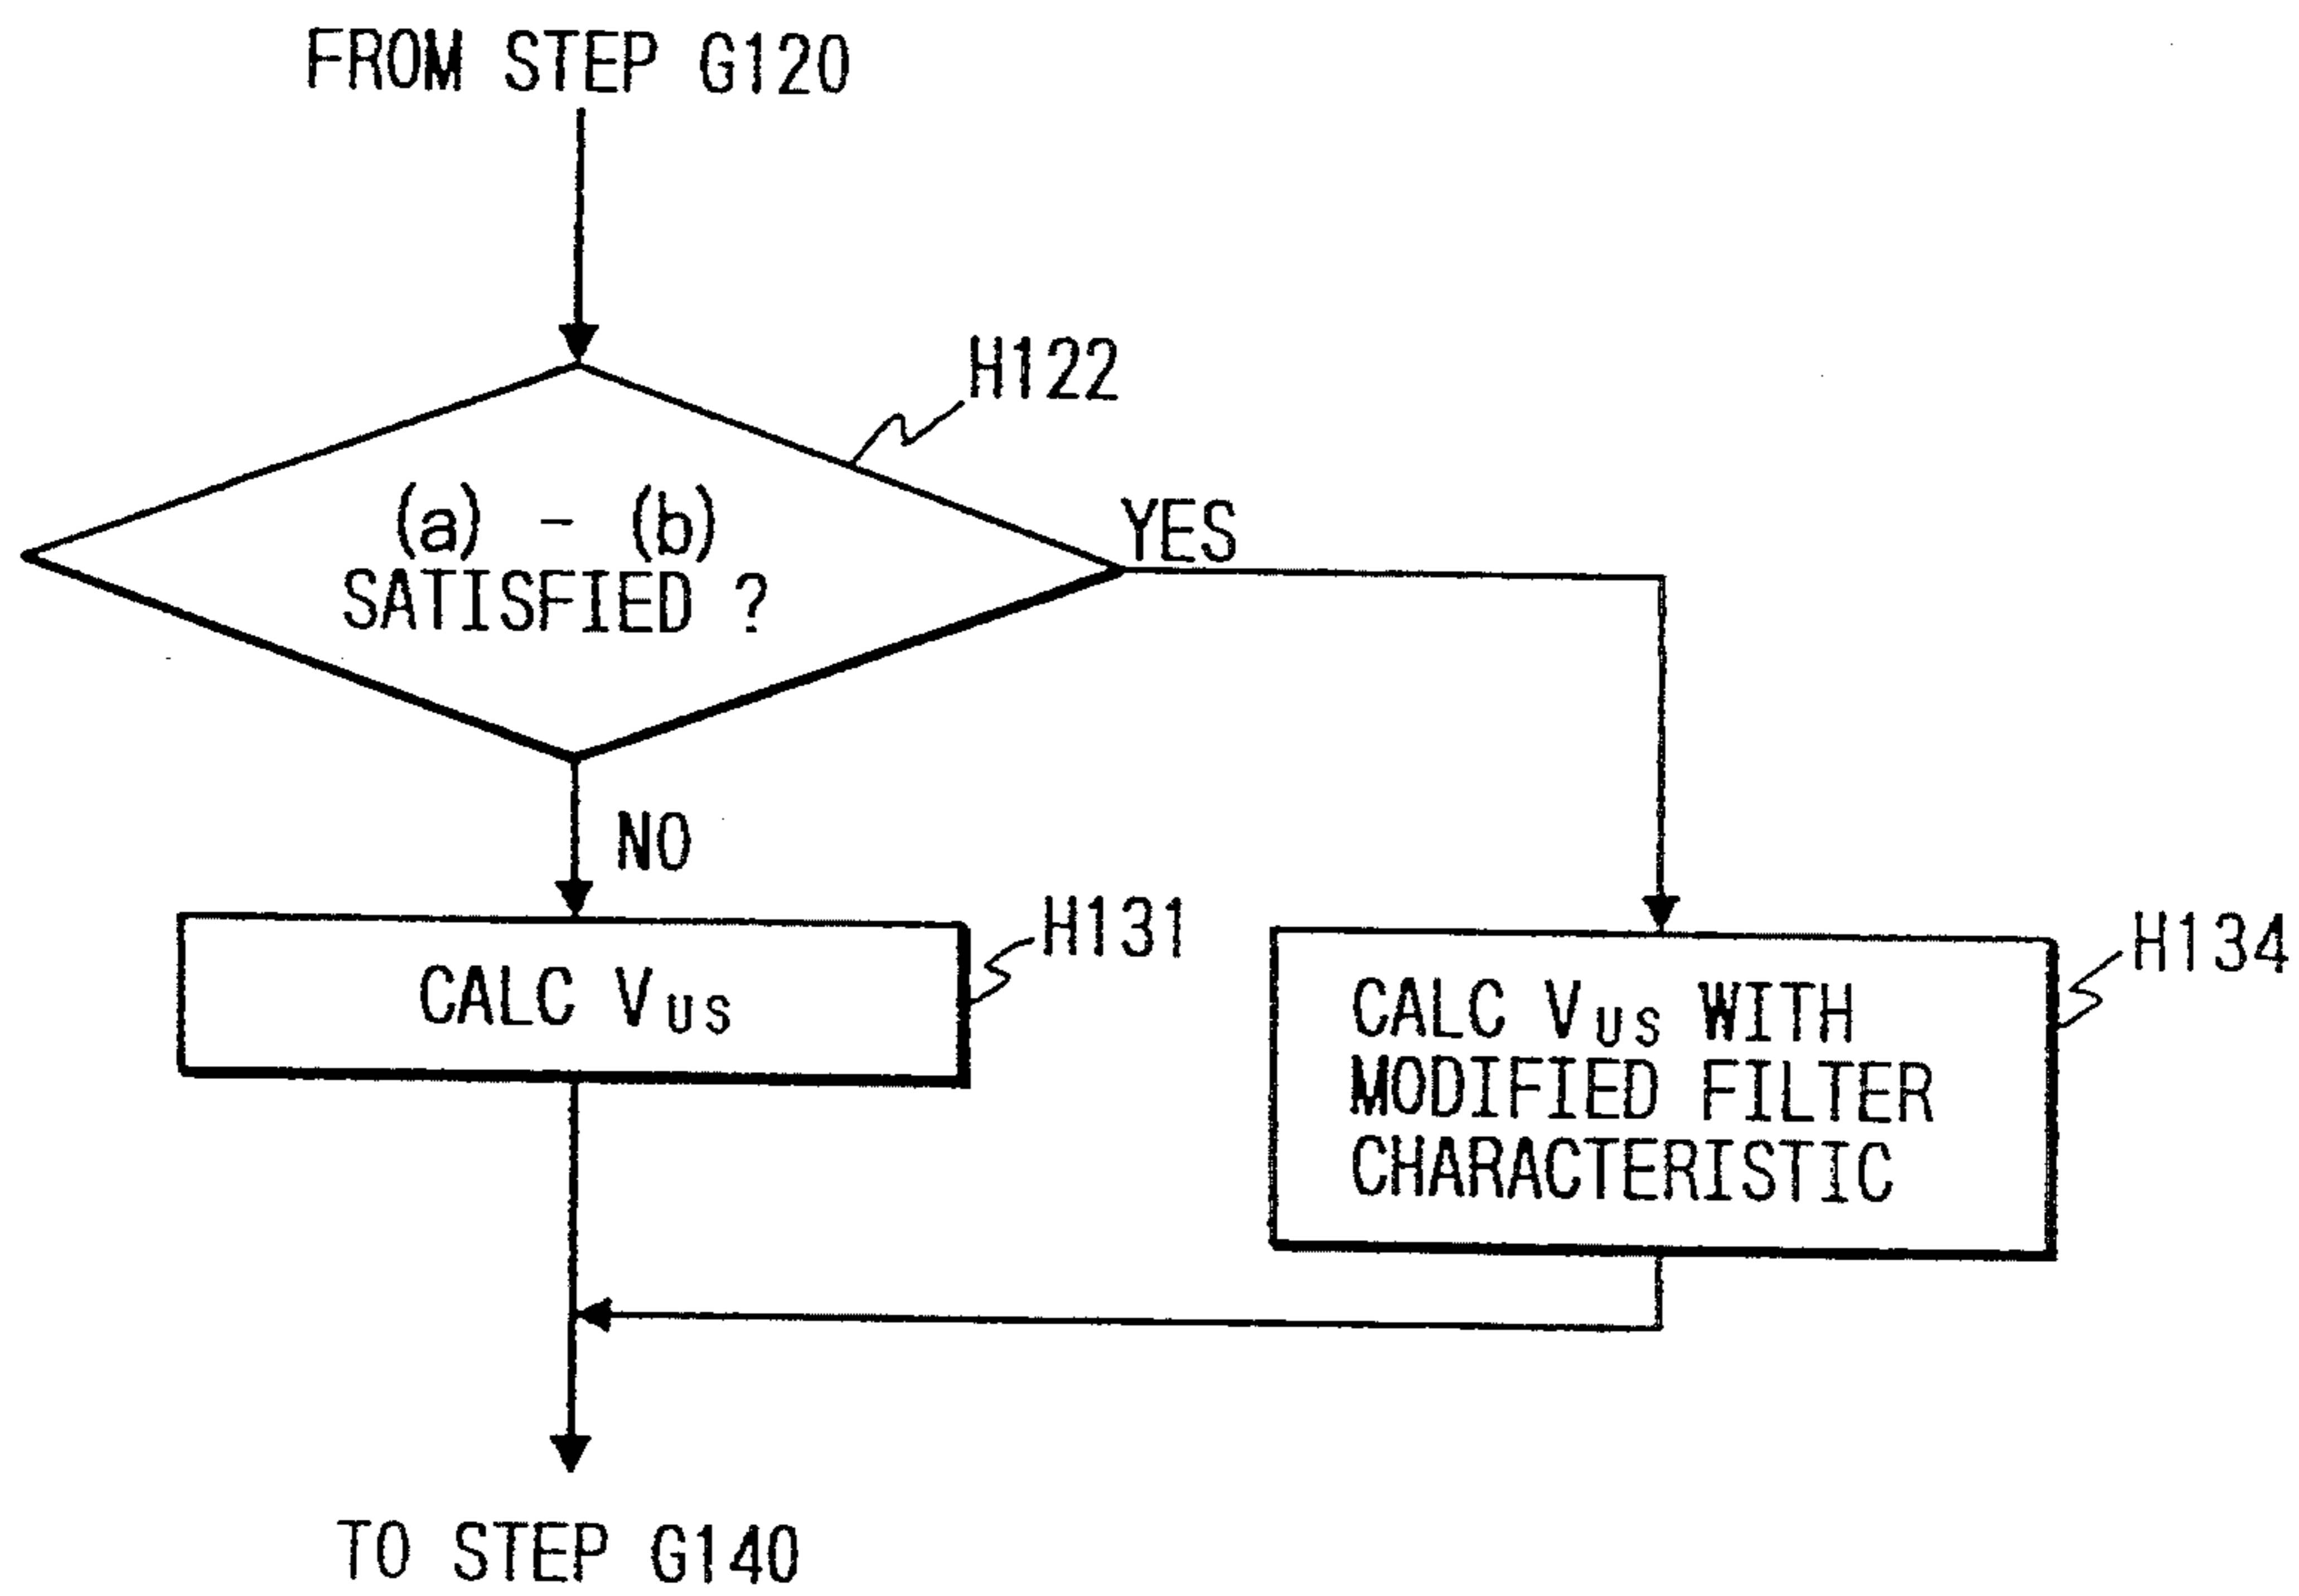 FROM STEP G120
H122
(a) - (b)
SATISFIED ?
YES
NO
H131
CALC VUS
H134
CALC VUS WITH
MODIFIED FILTER
CHARACTERISTIC
TO STEP G140